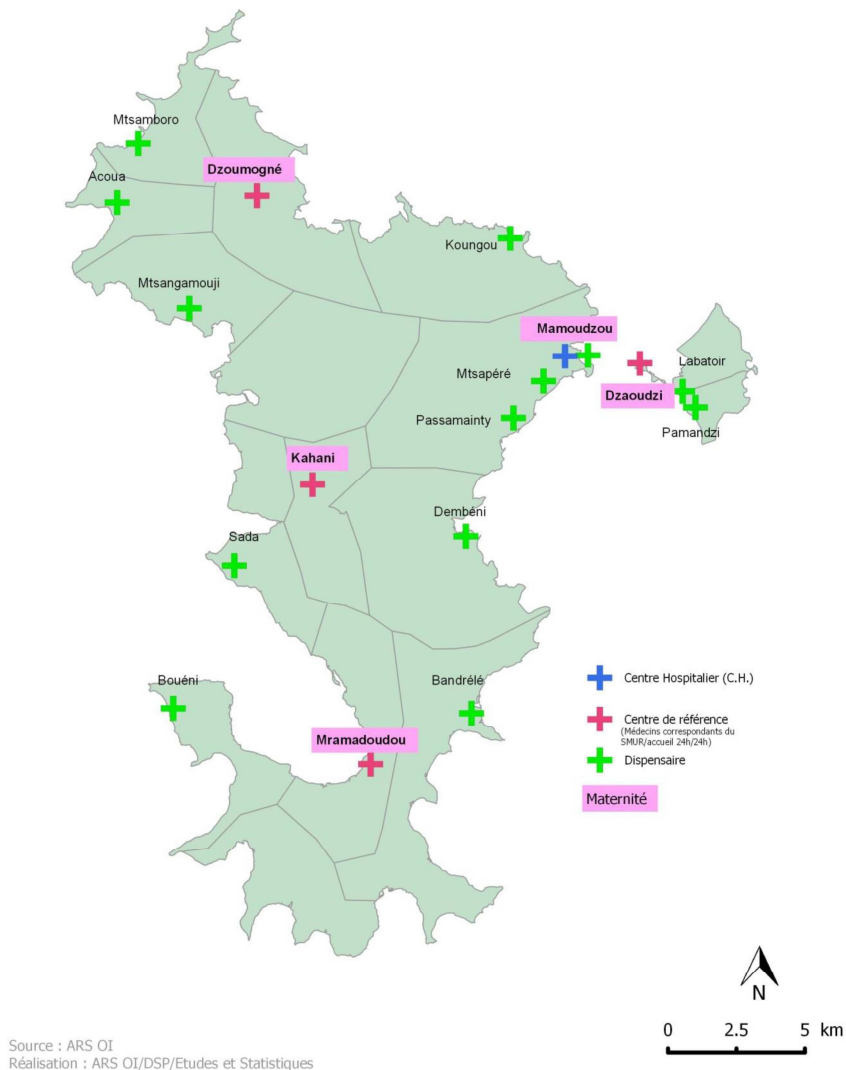 Mtsamboro
Dzoumogné
Acoua
Koungou
Mtsangamouji
Mamoudzou
Labatoir
Mtsapéré
Dzaoudzi
Passamainty
Pamandzi
Kahani
Dembéni
Sada
Bouéni
Bandrélé
Mramadoudou
Centre Hospitalier (C.H.)
Centre de référence
(Médecins correspondants du
SMUR/accueil 24h/24h)
Dispensaire
Maternité
N
0 2.5 5 km
Source : ARS OI
Réalisation : ARS OI/DSP/Etudes et Statistiques